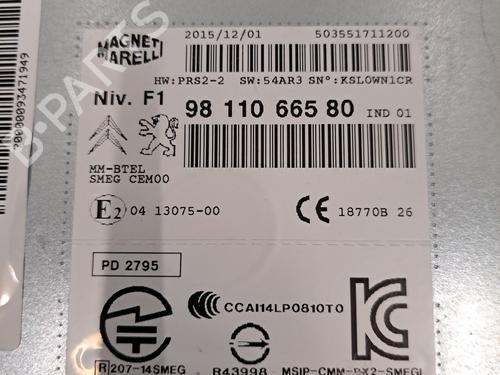 MAGNETI MARELLI
2015/12/01 503551711200
HW:PRS2-2 SW:54AR3 SN°:KSLOWN1CR
Niv. F1 98 110 665 80 IND 01
MM-BTEL
SMEG CEM00
E2 04 13075-00 CE 18770B 26
PD 2795
CCAI14LP0810T0
R 207-14SMEG R43998 MSIP-CMM-PX2-SMEGI
B-Parts